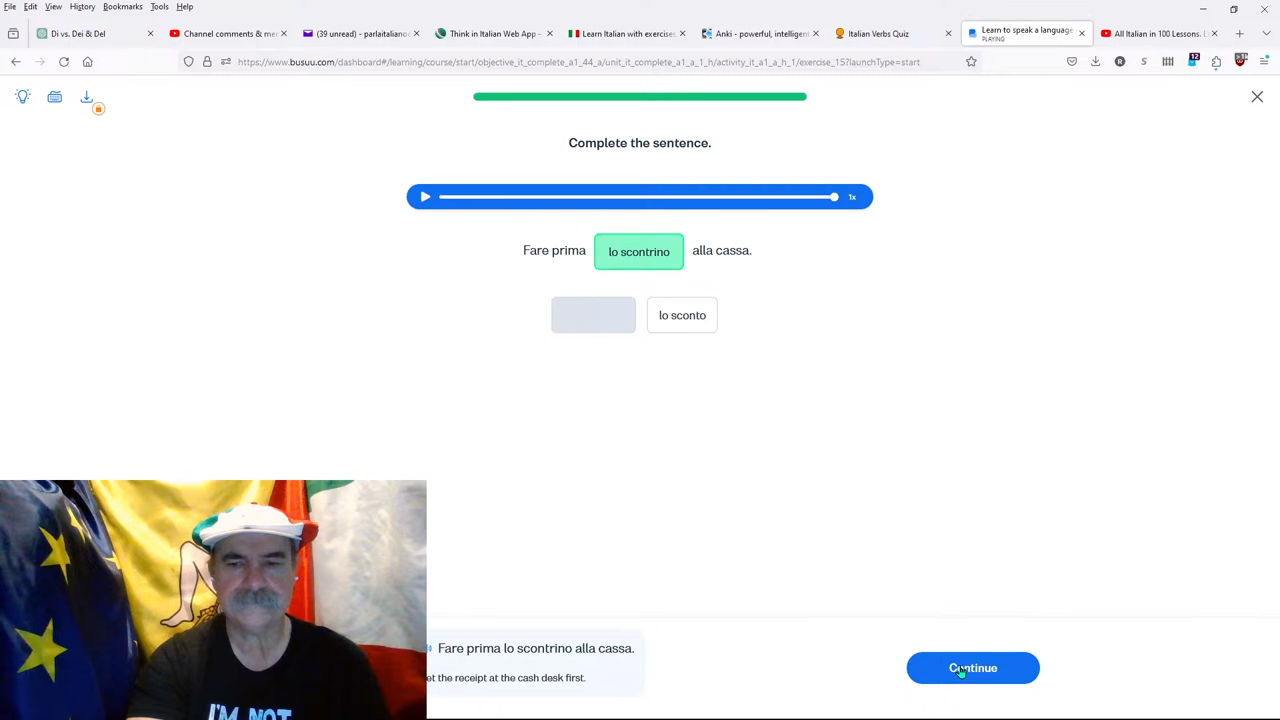 File Edit View History Bookmarks Tools Help
Di vs. Dei & Del
Channel comments & me
(39 unread) - parlaitaliano
Think in Italian Web App -
Learn Italian with exercises
Anki - powerful, intelligent
Italian Verbs Quiz
Learn to speak a language
PLAYING
All Italian in 100 Lessons.
https://www.busuu.com/dashboard#/learning/course/start/objective_it_complete_a1_44_a/unit_it_complete_a1_a_1_h/activity_it_a1_a_h_1/exercise_15?launchType=start
12
Complete the sentence.
1x
Fare prima lo scontrino alla cassa.
lo sconto
Fare prima lo scontrino alla cassa.
et the receipt at the cash desk first.
Continue
I'M NOT